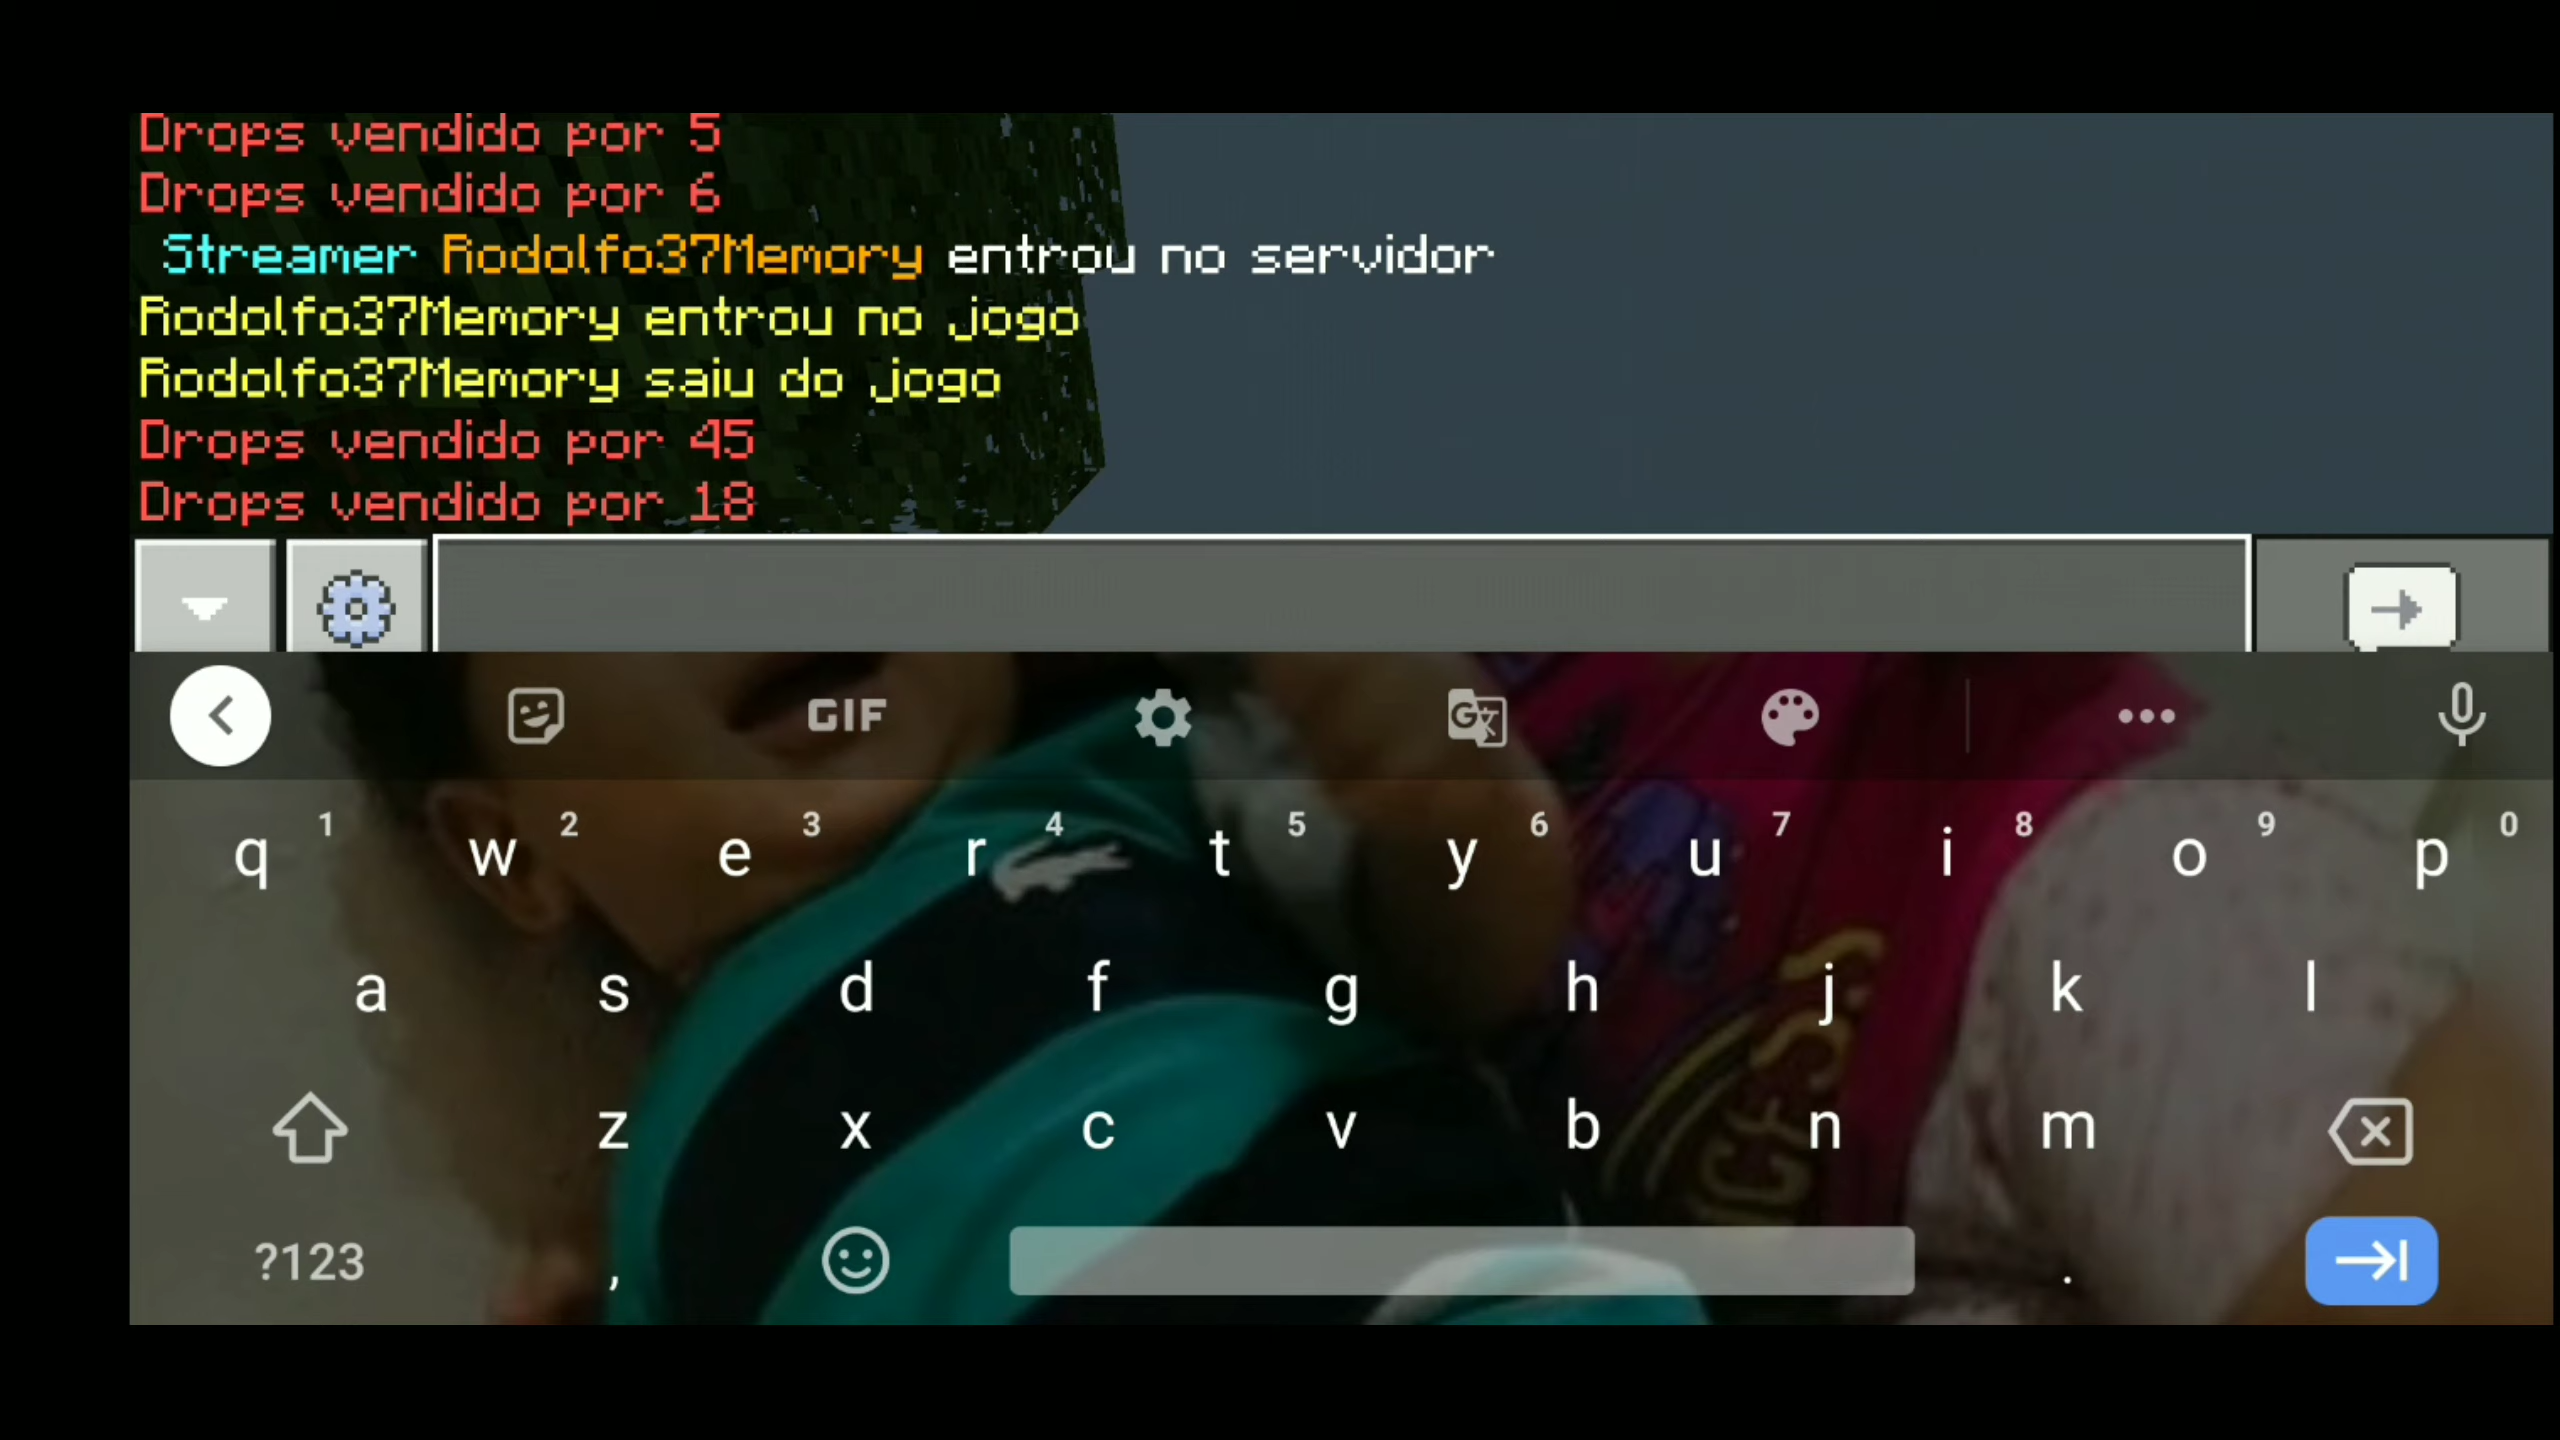 Drops vendido por 5
Drops vendido por 6
Streamer Rodolfo37Memory entrou no servidor
Rodolfo37Memory entrou no jogo
Rodolfo37Memory saiu do jogo
Drops vendido por 45
Drops vendido por 18
GIF
q 1 w 2 e 3 r 4 t 5 y 6 u 7 i 8 o 9 p 0
a s d f g h j k l
z x c v b n m
?123 , .